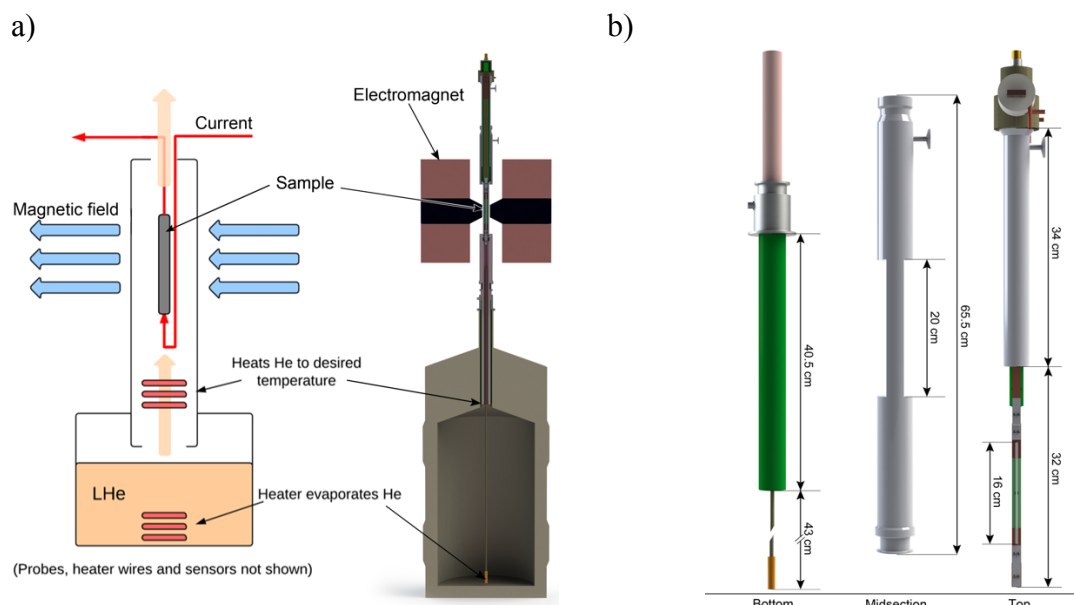 a)
b)
Electromagnet
Current
Sample
Magnetic field
Heats He to desired
temperature
LHe
Heater evaporates He
(Probes, heater wires and sensors not shown)
40.5 cm
43 cm
20 cm
65.5 cm
34 cm
32 cm
16 cm
Bottom
Midsection
Top